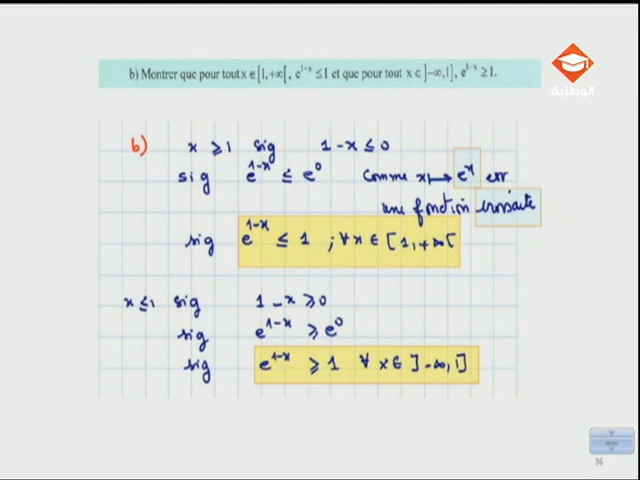 الوطنية
b) Montrer que pour tout x ∈ [1,+∞[, e^{1-x} ≤ 1 et que pour tout x ∈ ]-∞,1], e^{1-x} ≥ 1.
b) x ≥ 1 sig 1-x ≤ 0
sig e^{1-x} ≤ e^0 Comme x ↦ e^x est
une fonction croissante
sig e^{1-x} ≤ 1 ; ∀ x ∈ [1,+∞[
x ≤ 1 sig 1-x ≥ 0
sig e^{1-x} ≥ e^0
sig e^{1-x} ≥ 1 ∀ x ∈ ]-∞,1]
MENU
36